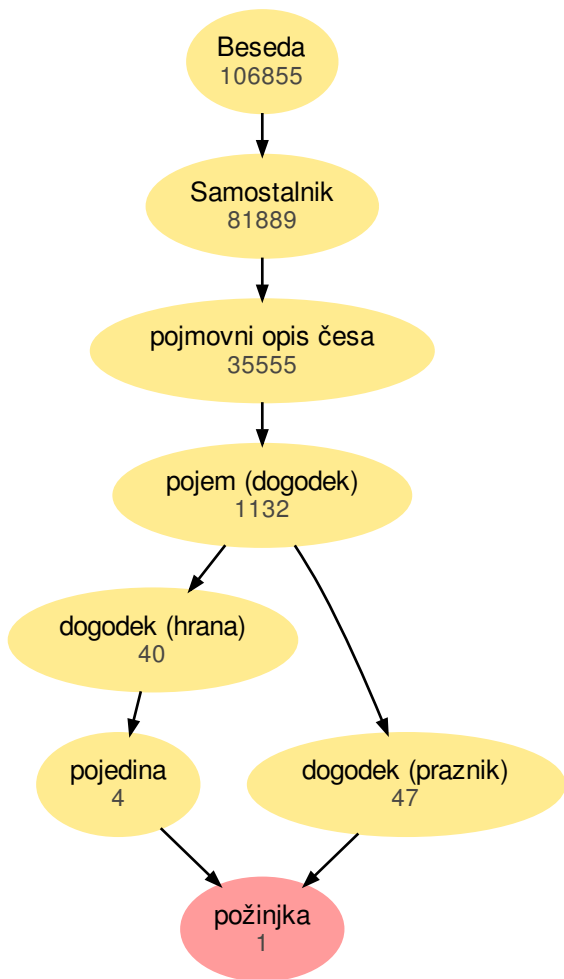 Beseda
106855
Samostalnik
81889
pojmovni opis česa
35555
pojem (dogodek)
1132
dogodek (hrana)
40
pojedina
4
dogodek (praznik)
47
požinjka
1